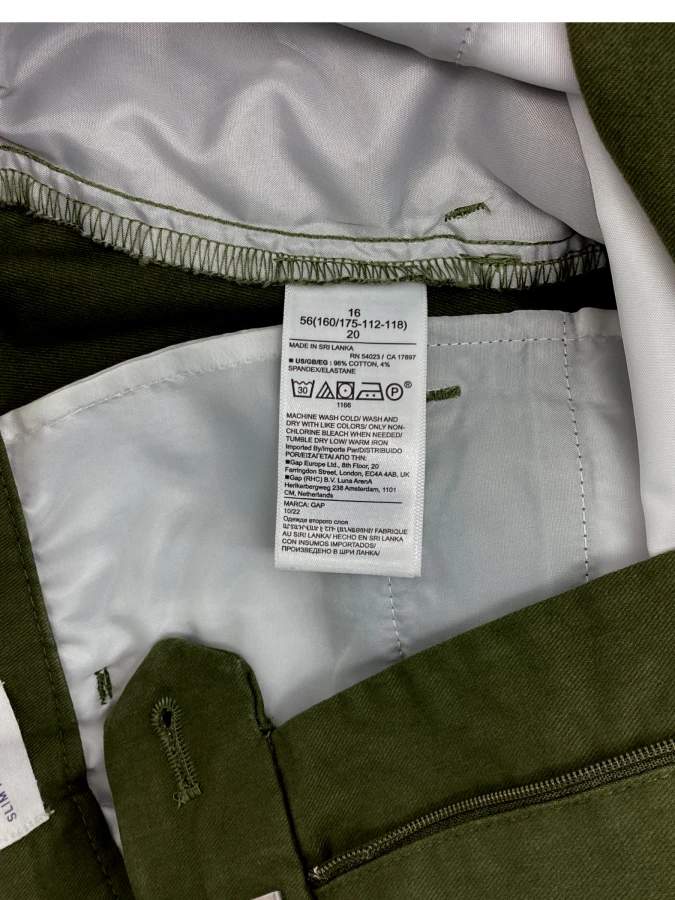 16
56(160/175-112-118)
20
MADE IN SRI LANKA
RN 54023 / CA 17897
■ US/GB/EG : 96% COTTON, 4%
SPANDEX/ELASTANE
30 P ®
1166
MACHINE WASH COLD/ WASH AND
DRY WITH LIKE COLORS/ ONLY NON-
CHLORINE BLEACH WHEN NEEDED/
TUMBLE DRY LOW/ WARM IRON
Imported By/Importe Par/DISTRIBUIDO
POR/ΕΙΣΑΓΕΤΑΙ ΑΠΟ ΤΗΝ:
■Gap Europe Ltd., 8th Floor, 20
Farringdon Street, London, EC4A 4AB, UK
■Gap (RHC) B.V. Luna ArenA
Herikerbergweg 238 Amsterdam, 1101
CM, Netherlands
MARCA: GAP
10/22
Одежда второго слоя
FABRIQUE
AU SRI LANKA/ HECHO EN SRI LANKA
CON INSUMOS IMPORTADOS/
ПРОИЗВЕДЕНО В ШРИ ЛАНКА/
SLIM